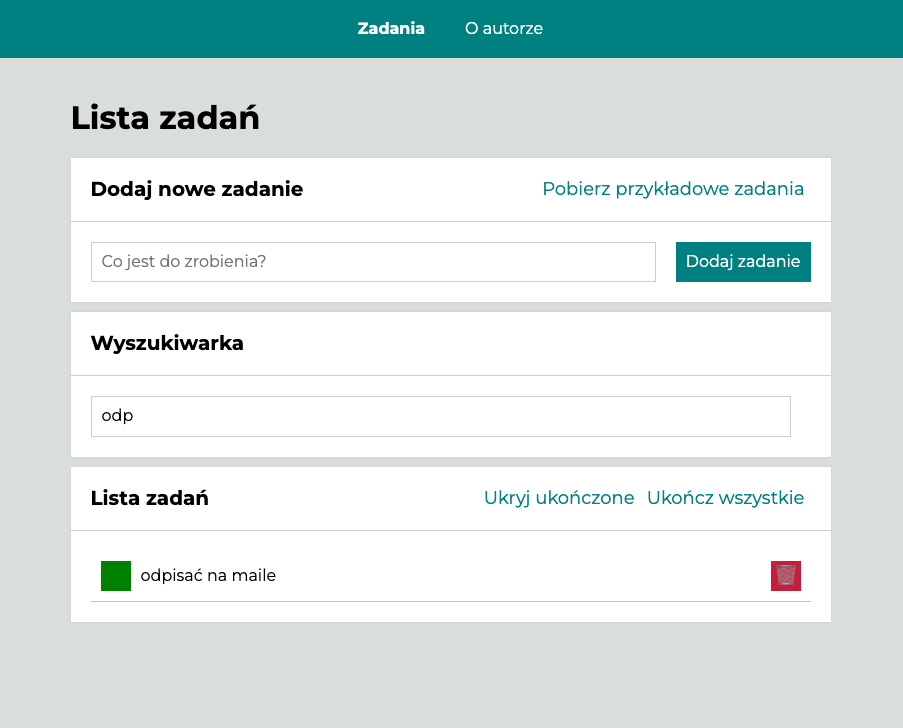 Zadania O autorze
Lista zadań
Dodaj nowe zadanie Pobierz przykładowe zadania
Co jest do zrobienia? Dodaj zadanie
Wyszukiwarka
odp
Lista zadań Ukryj ukończone Ukończ wszystkie
odpisać na maile